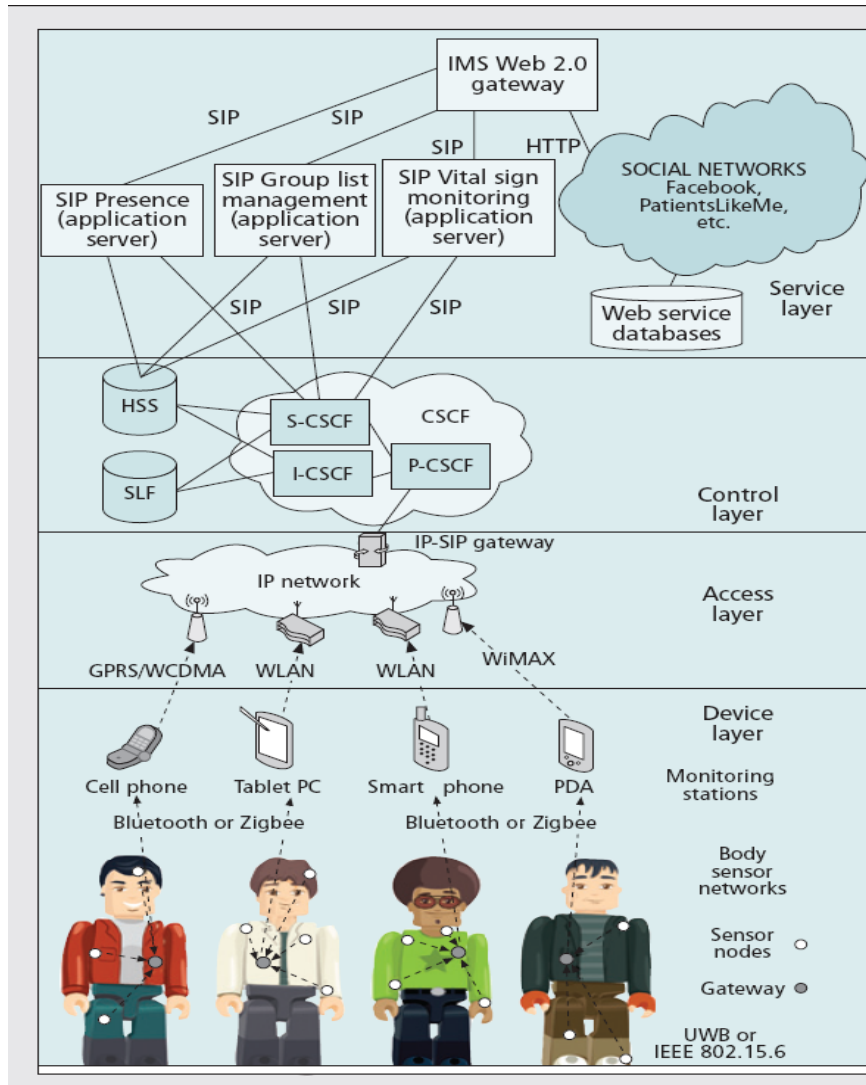 IMS Web 2.0
gateway
SIP
SIP
SIP
HTTP
SIP Presence
(application
server)
SIP Group list
management
(application
server)
SIP Vital sign
monitoring
(application
server)
SOCIAL NETWORKS
Facebook,
PatientsLikeMe,
etc.
SIP
SIP
SIP
Web service
databases
Service
layer
HSS
S-CSCF
CSCF
I-CSCF
P-CSCF
SLF
Control
layer
IP-SIP gateway
IP network
Access
layer
GPRS/WCDMA
WLAN
WLAN
WiMAX
Device
layer
Cell phone
Tablet PC
Smart phone
PDA
Monitoring
stations
Bluetooth or Zigbee
Bluetooth or Zigbee
Body
sensor
networks
Sensor
nodes
Gateway
UWB or
IEEE 802.15.6